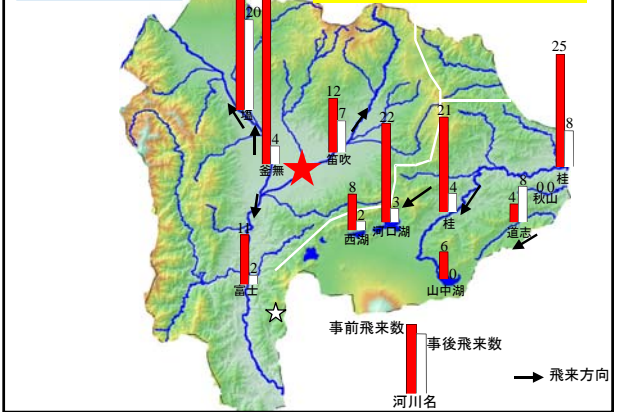 20
塩
4
釜無
12
7
笛吹
22
3
河口湖
8
2
西湖
21
4
桂
25
8
桂
0 0
秋山
4
8
道志
6
0
山中湖
11
2
富士
事前飛来数
事後飛来数
河川名
飛来方向